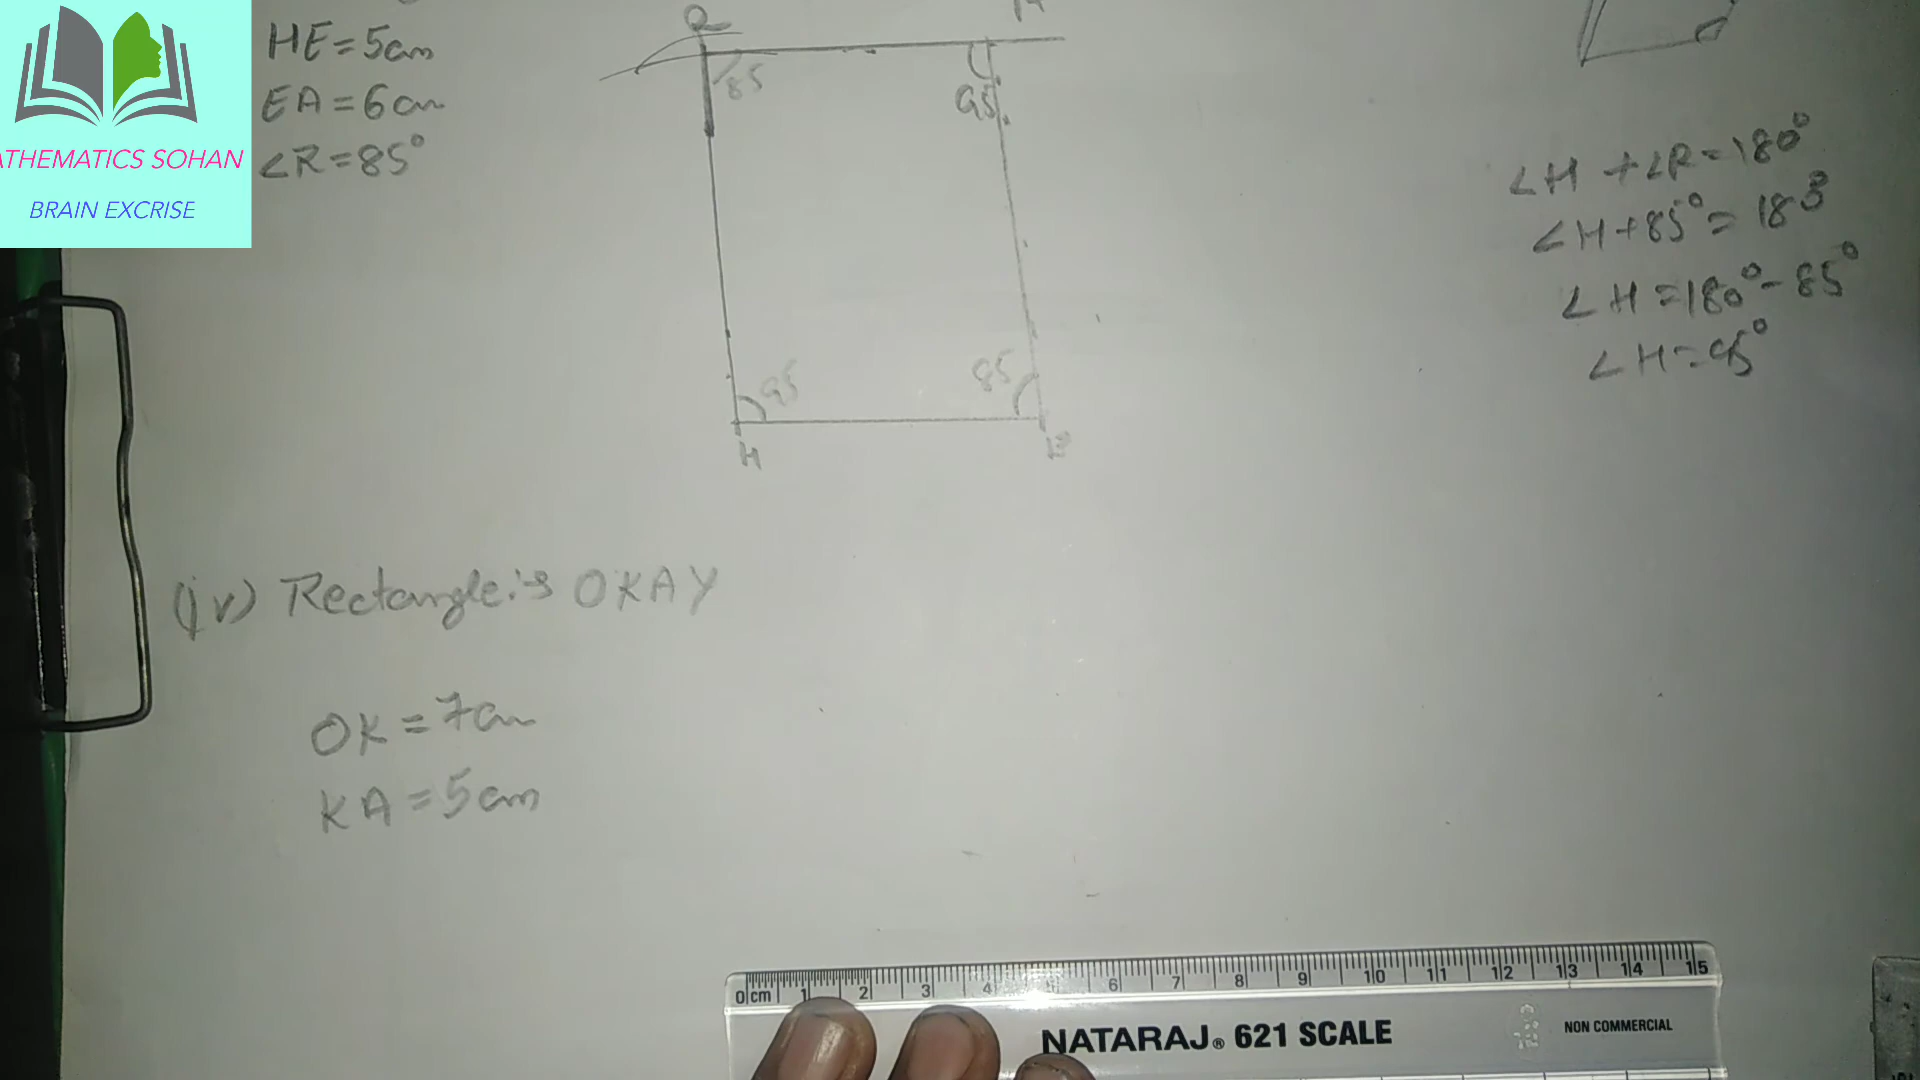 HE=5cm
EA=6cm
∠R=85°
ATHEMATICS SOHAN
BRAIN EXCRISE
R
85
95
95
85
H
E
∠H+∠R=180°
∠H+85°=180
∠H=180°-85°
∠H=95°
(iv) Rectangle is OKAY
OK=7cm
KA=5cm
0 cm 1 2 3 4 6 7 8 9 10 11 12 13 14 15
NATARAJ® 621 SCALE
NON COMMERCIAL